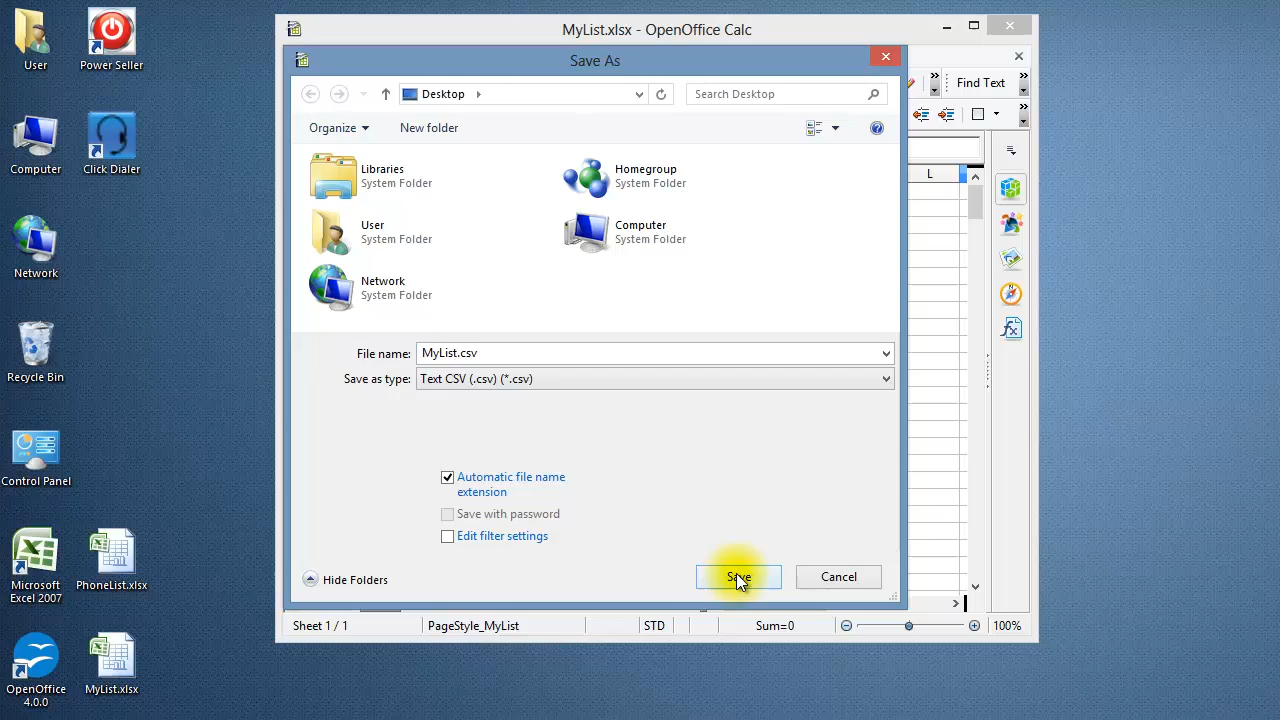 User
Power Seller
Computer
Click Dialer
Network
Recycle Bin
Control Panel
Microsoft
Excel 2007
PhoneList.xlsx
OpenOffice
4.0.0
MyList.xlsx
MyList.xlsx - OpenOffice Calc
Save As
Desktop
Search Desktop
Find Text
Organize
New folder
Libraries
System Folder
Homegroup
System Folder
User
System Folder
Computer
System Folder
Network
System Folder
L
File name:
MyList.csv
Save as type:
Text CSV (.csv) (*.csv)
Automatic file name
extension
Save with password
Edit filter settings
Hide Folders
Save
Cancel
Sheet 1 / 1
PageStyle_MyList
STD
Sum=0
100%